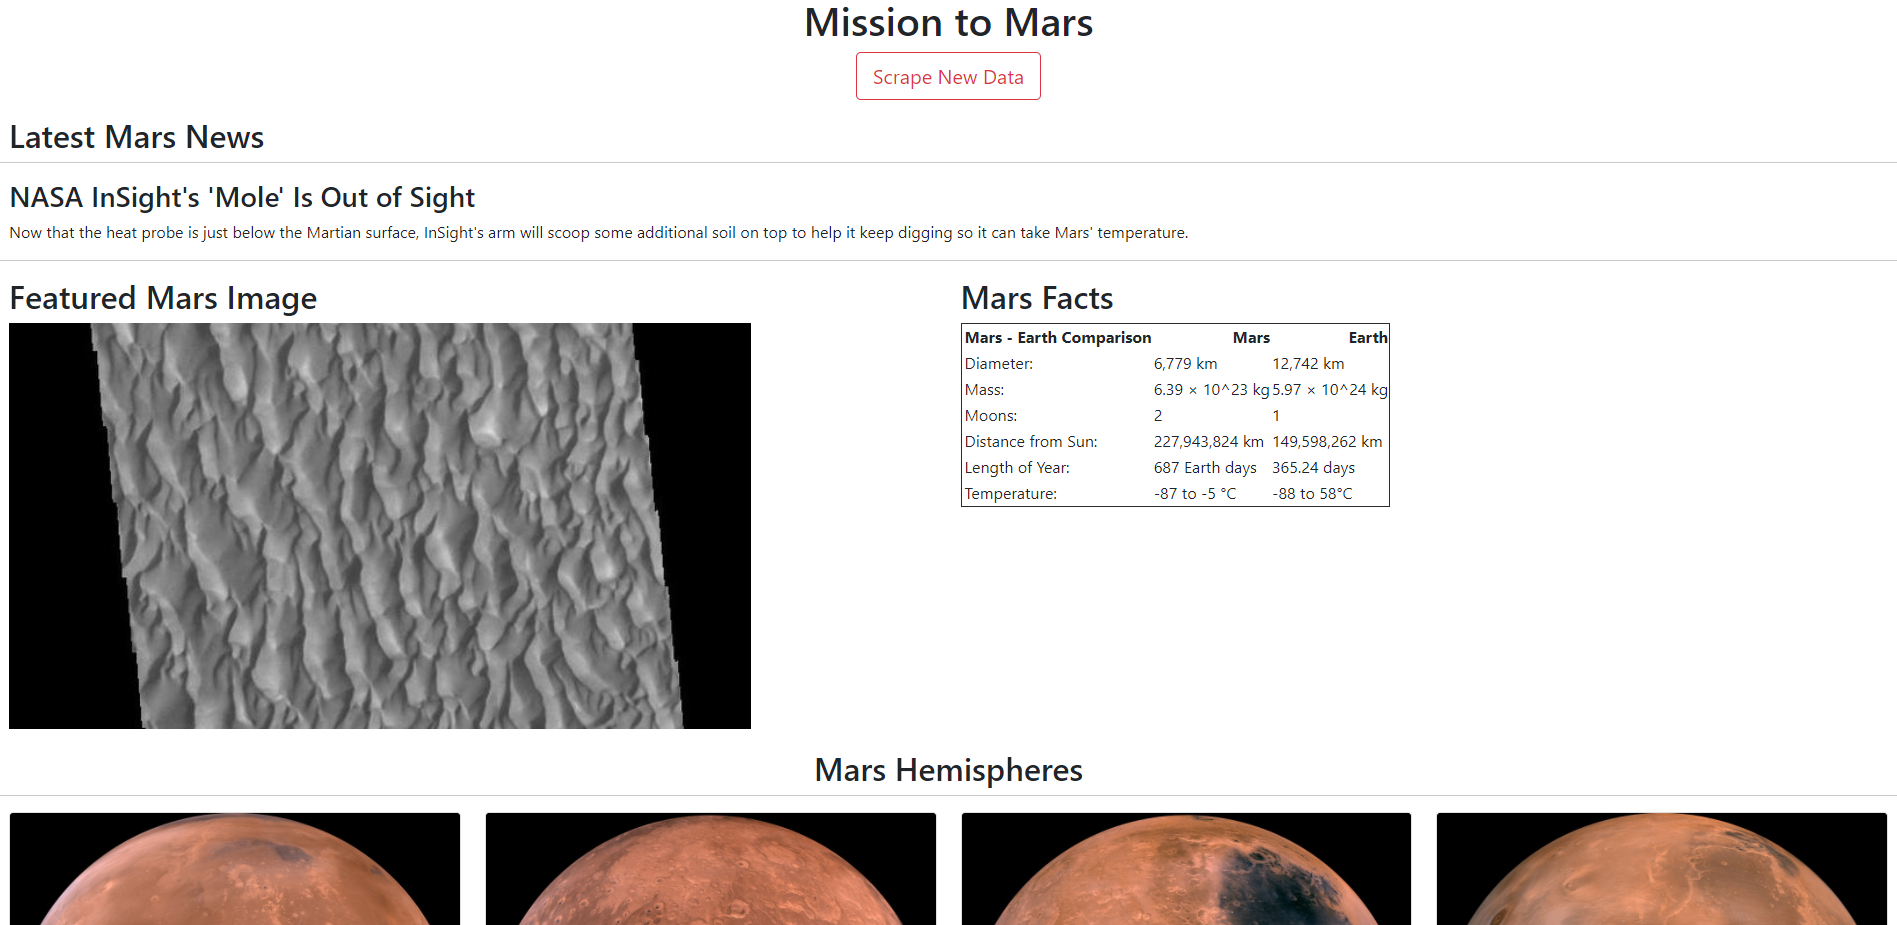 Mission to Mars
Scrape New Data
Latest Mars News
NASA InSight's 'Mole' Is Out of Sight
Now that the heat probe is just below the Martian surface, InSight's arm will scoop some additional soil on top to help it keep digging so it can take Mars' temperature.
Featured Mars Image
Mars Facts
Mars - Earth Comparison Mars Earth
Diameter: 6,779 km 12,742 km
Mass: 6.39 × 10^23 kg 5.97 × 10^24 kg
Moons: 2 1
Distance from Sun: 227,943,824 km 149,598,262 km
Length of Year: 687 Earth days 365.24 days
Temperature: -87 to -5 °C -88 to 58°C
Mars Hemispheres